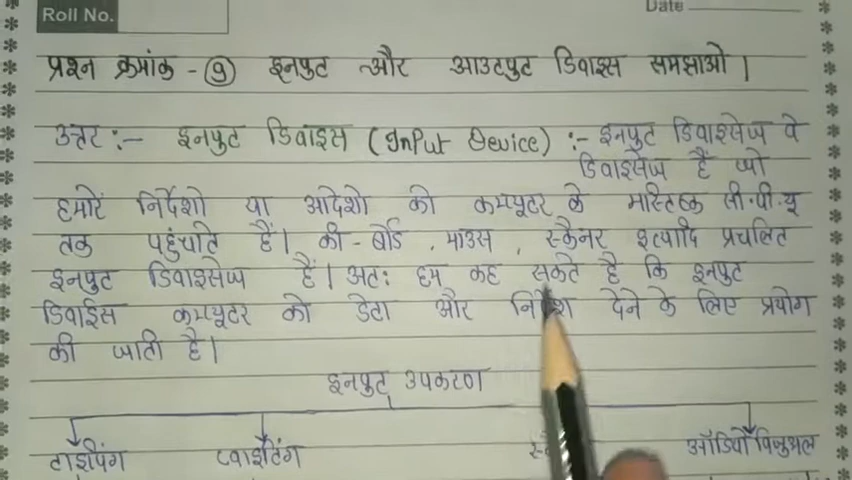 Roll No.
Date
प्रश्न क्रमांक - ⑨ इनपुट और आउटपुट डिवाइस समझाओ।
उत्तर :- इनपुट डिवाइस (InPut Device) :- इनपुट डिवाइसेज वे
डिवाइसेज हैं जो
हमारे निर्देशो या आदेशो को कम्प्यूटर के मस्तिष्क सी.पी.यू
तक पहुंचाते हैं। की-बोर्ड , माउस , स्कैनर इत्यादि प्रचलित
इनपुट डिवाइसेज हैं। अतः हम कह सकते है कि इनपुट
डिवाईस कम्प्यूटर को डेटा और निर्देश देने के लिए प्रयोग
की जाती है।
इनपुट उपकरण
टाइपिंग प्वाइटिंग ऑडियो विजुअल